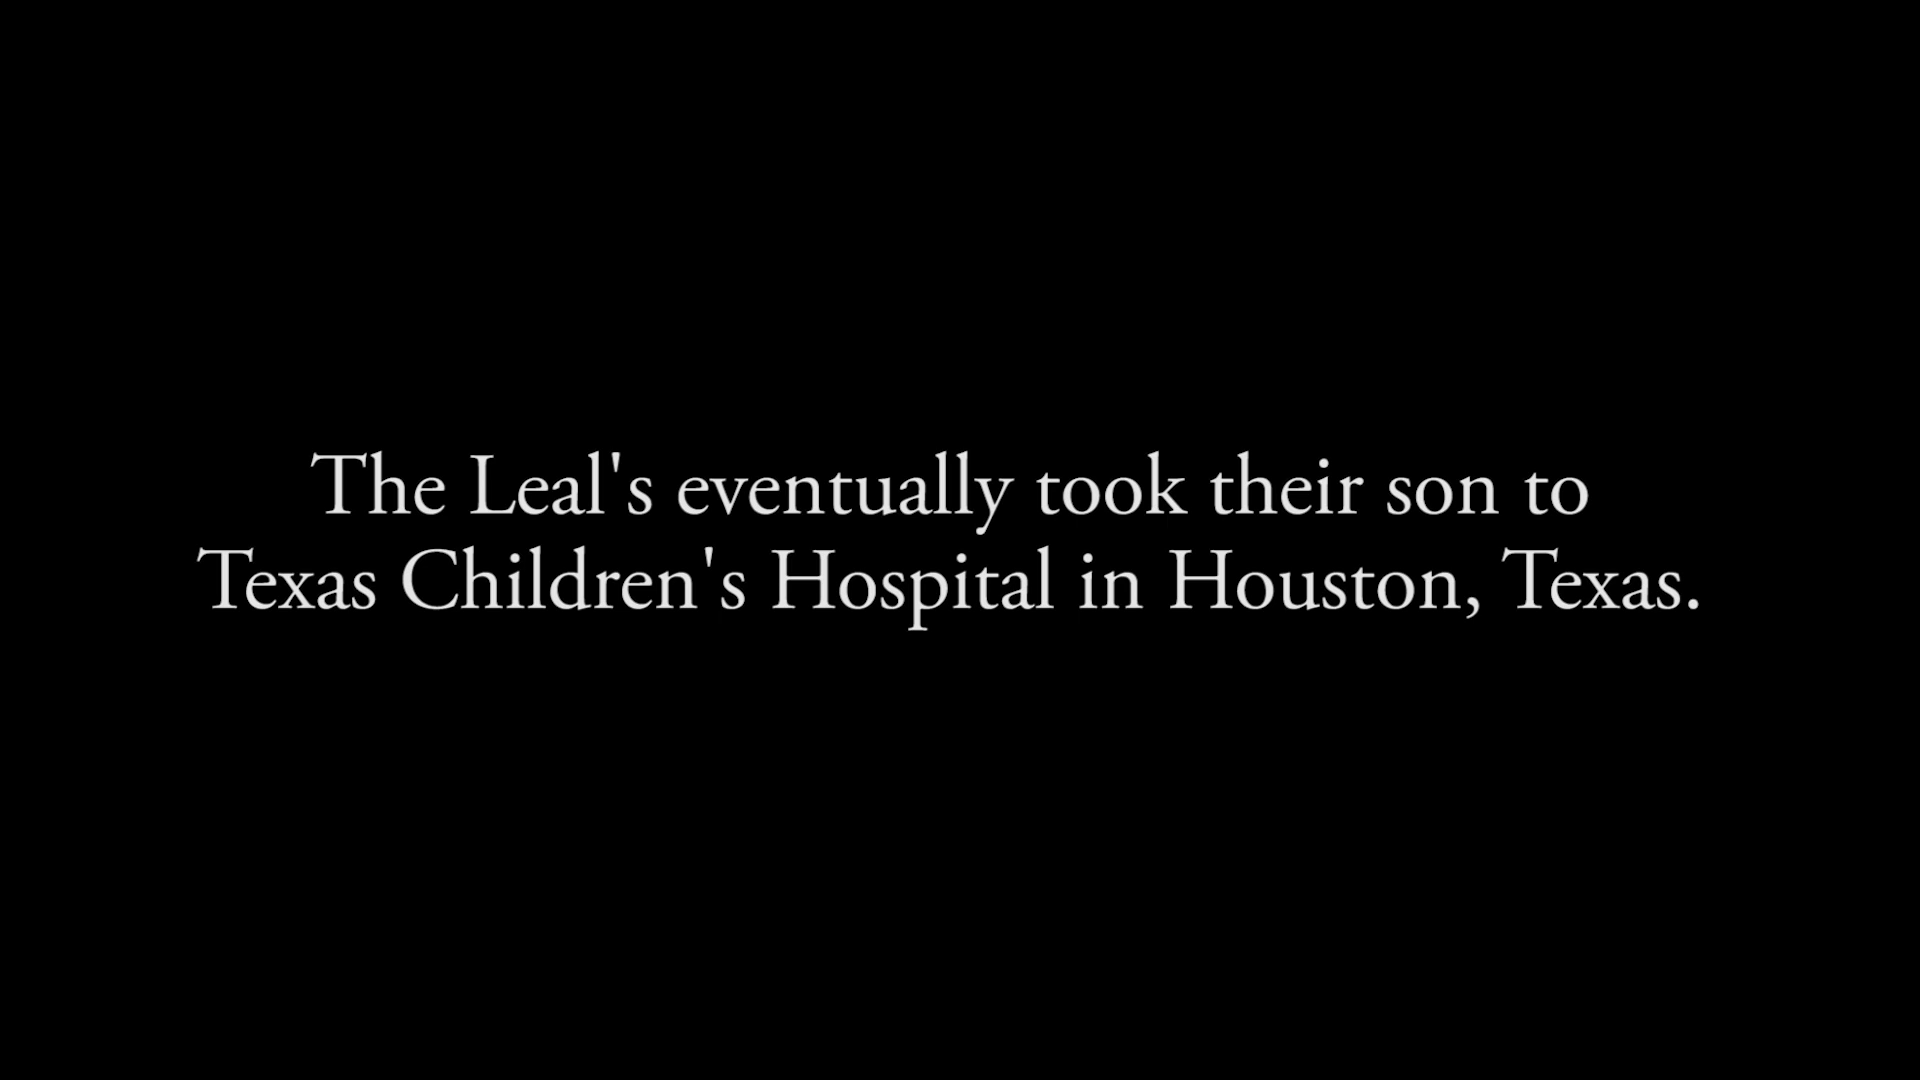 The Leal's eventually took their son to
Texas Children's Hospital in Houston, Texas.